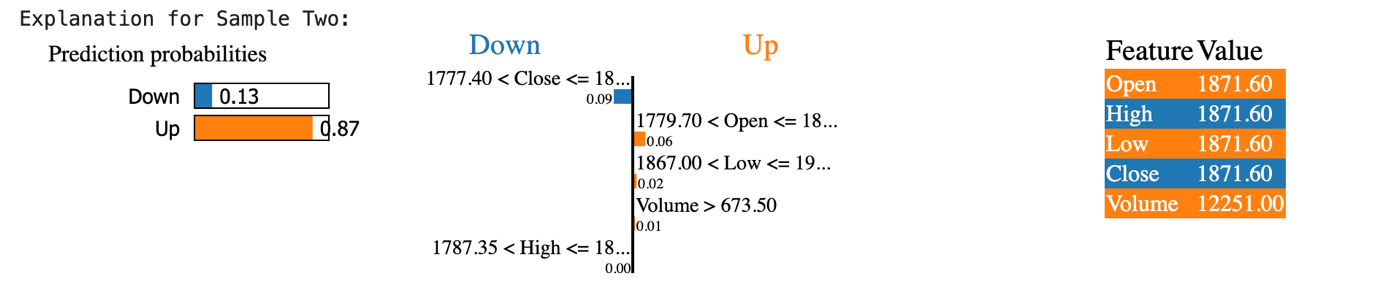 Explanation for Sample Two:
Prediction probabilities
Down 0.13
Up 0.87
Down Up
1777.40 < Close <= 18...
0.09
1779.70 < Open <= 18...
0.06
1867.00 < Low <= 19...
0.02
Volume > 673.50
0.01
1787.35 < High <= 18...
0.00
Feature Value
Open 1871.60
High 1871.60
Low 1871.60
Close 1871.60
Volume 12251.00